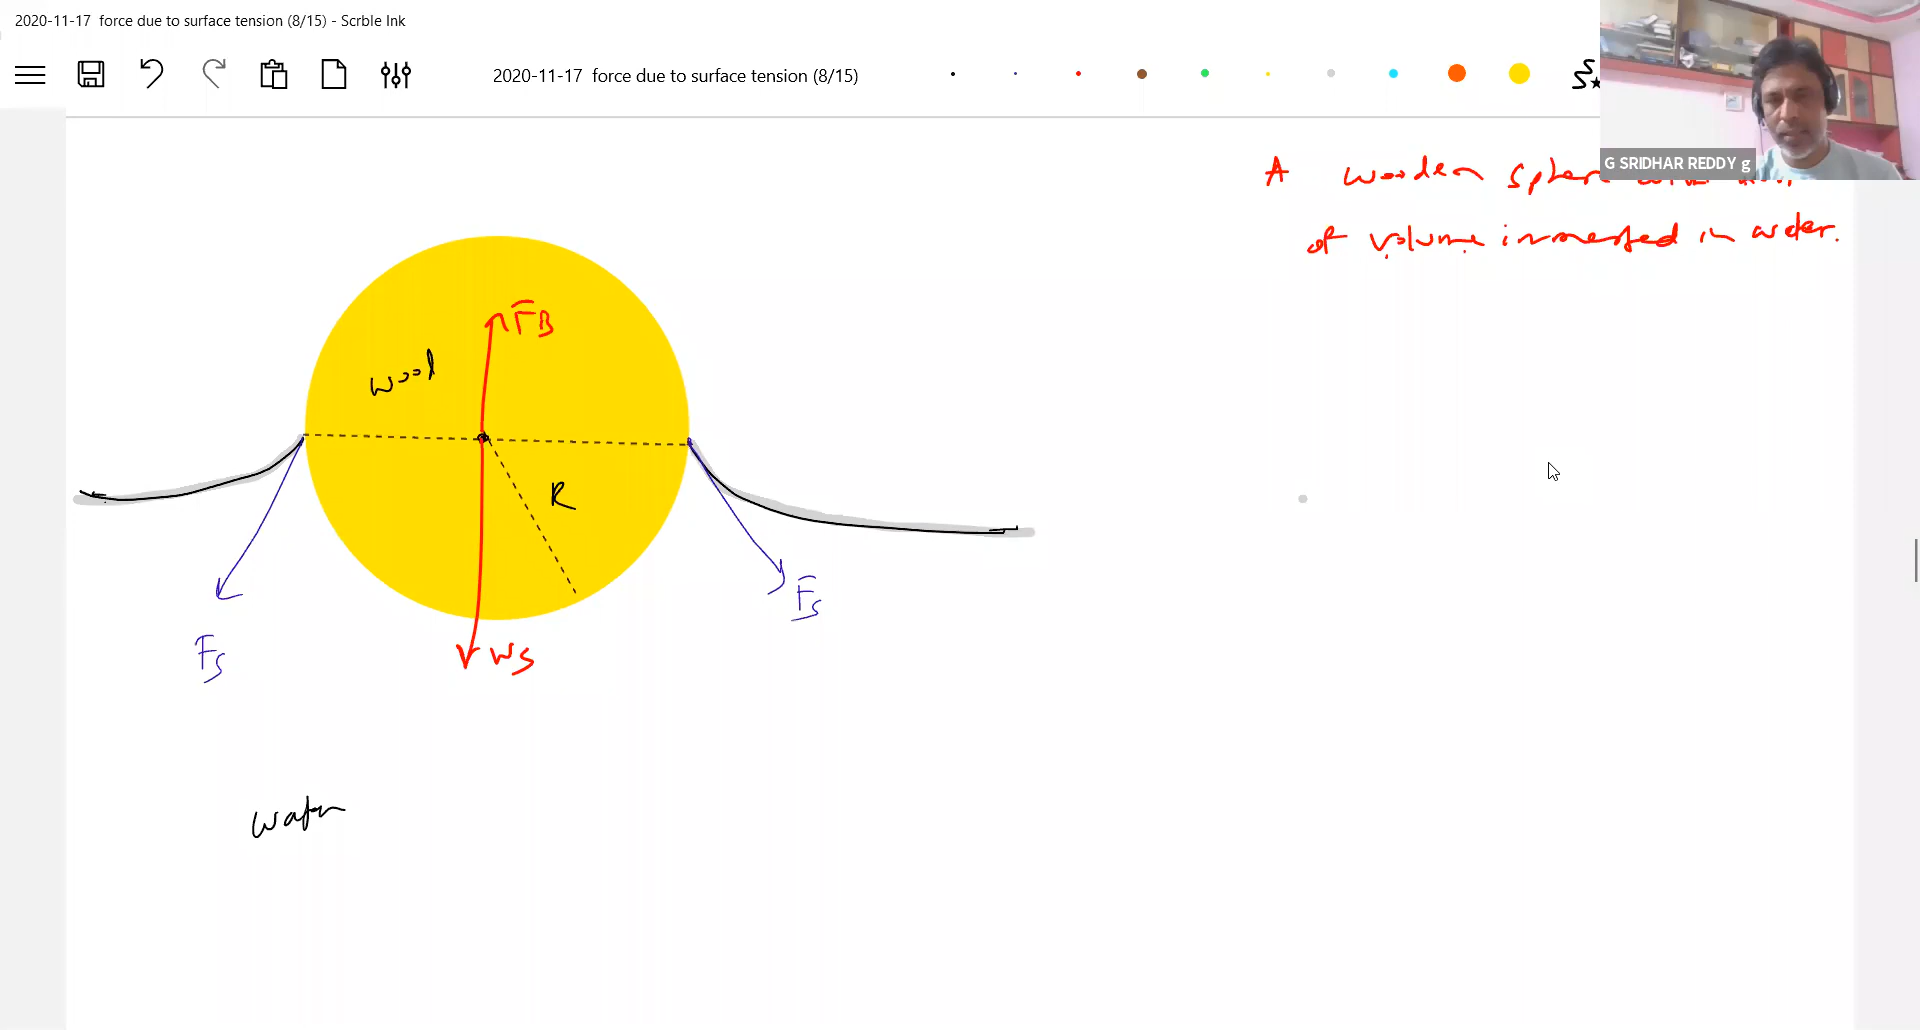 2020-11-17 force due to surface tension (8/15) - Scrble Ink
2020-11-17 force due to surface tension (8/15)
G SRIDHAR REDDY g
A wooden
of volume immersed in water.
FB
wood
R
Fs
Fs
Ws
water